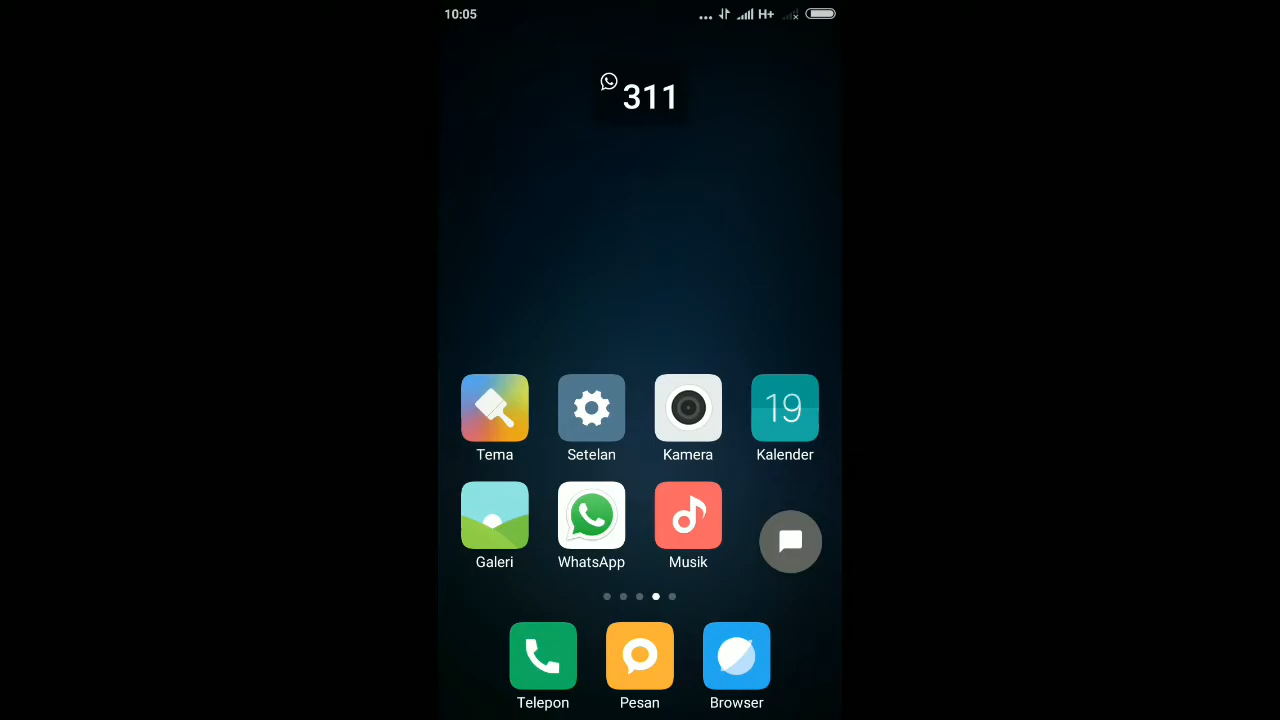 10:05 ... H+
311
19
Tema Setelan Kamera Kalender
Galeri WhatsApp Musik
Telepon Pesan Browser